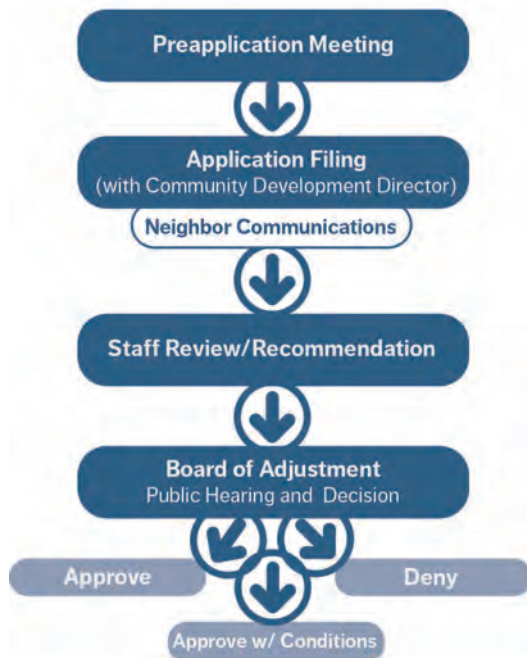 Preapplication Meeting
Application Filing
(with Community Development Director)
Neighbor Communications
Staff Review/Recommendation
Board of Adjustment
Public Hearing and Decision
Approve
Deny
Approve w/ Conditions